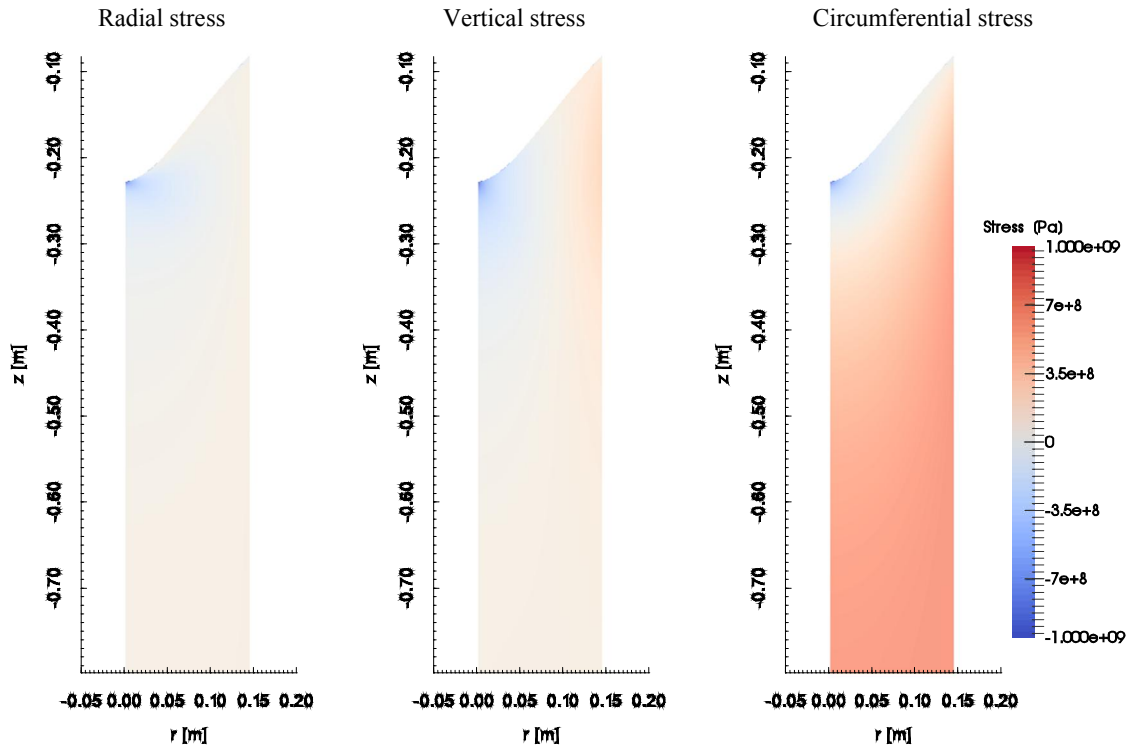 Radial stress
Vertical stress
Circumferential stress
-0.10
-0.20
-0.30
-0.40
-0.50
-0.60
-0.70
z [m]
-0.05 0.00 0.05 0.10 0.15 0.20
r [m]
-0.10
-0.20
-0.30
-0.40
-0.50
-0.60
-0.70
z [m]
-0.05 0.00 0.05 0.10 0.15 0.20
r [m]
-0.10
-0.20
-0.30
-0.40
-0.50
-0.60
-0.70
z [m]
-0.05 0.00 0.05 0.10 0.15 0.20
r [m]
Stress (Pa)
1.000e+09
7e+8
3.5e+8
0
-3.5e+8
-7e+8
-1.000e+09